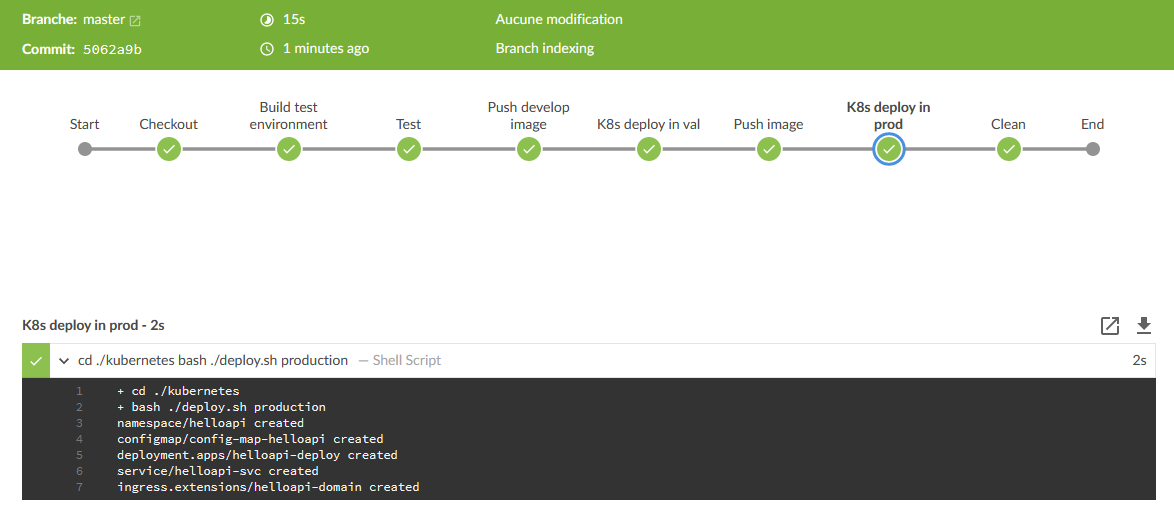 Branche: master 15s Aucune modification
Commit: 5062a9b 1 minutes ago Branch indexing
Start
Checkout
Build test
environment
Test
Push develop
image
K8s deploy in val
Push image
K8s deploy in
prod
Clean
End
K8s deploy in prod - 2s
cd ./kubernetes bash ./deploy.sh production — Shell Script 2s
1 + cd ./kubernetes
2 + bash ./deploy.sh production
3 namespace/helloapi created
4 configmap/config-map-helloapi created
5 deployment.apps/helloapi-deploy created
6 service/helloapi-svc created
7 ingress.extensions/helloapi-domain created